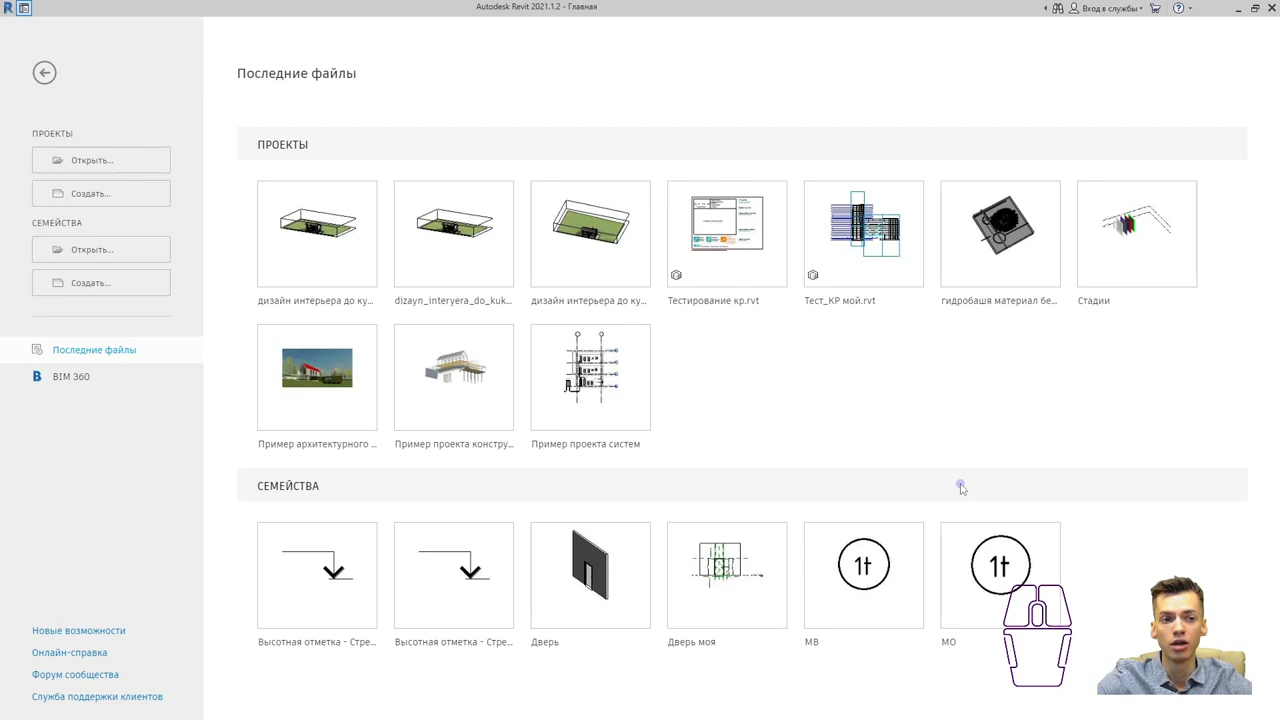 Autodesk Revit 2021.1.2 - Главная
Вход в службы
Последние файлы
ПРОЕКТЫ
Открыть...
Создать...
СЕМЕЙСТВА
Открыть...
Создать...
Последние файлы
BIM 360
Новые возможности
Онлайн-справка
Форум сообщества
Служба поддержки клиентов
ПРОЕКТЫ
дизайн интерьера до ку...
dizayn_interyera_do_kuk...
дизайн интерьера до ку...
Тестирование кр.rvt
Тест_КР мой.rvt
гидробашя материал бе...
Стадии
Пример архитектурного ...
Пример проекта констру...
Пример проекта систем
СЕМЕЙСТВА
1t
1t
Высотная отметка - Стре...
Высотная отметка - Стре...
Дверь
Дверь моя
МВ
МО